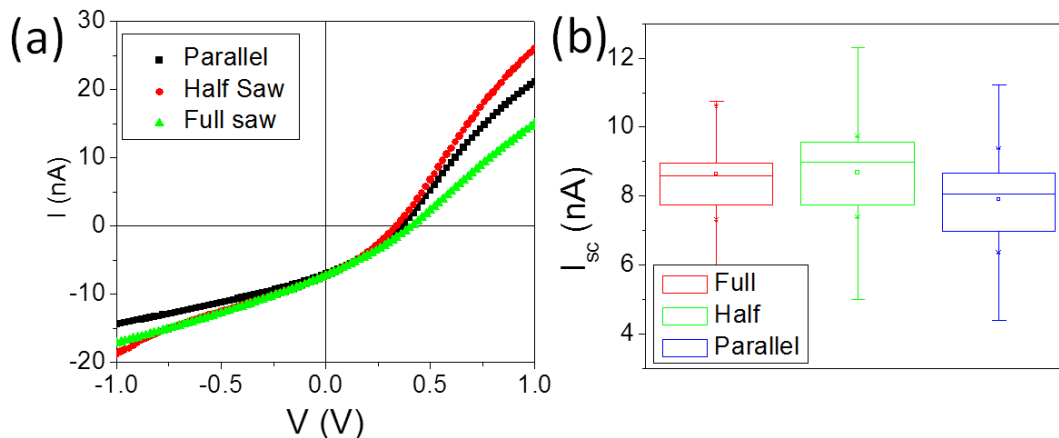 (a)
30
20
10
0
-10
-20
I (nA)
Parallel
Half Saw
Full saw
-1.0 -0.5 0.0 0.5 1.0
V (V)
(b)
12
10
8
6
4
Isc (nA)
Full
Half
Parallel